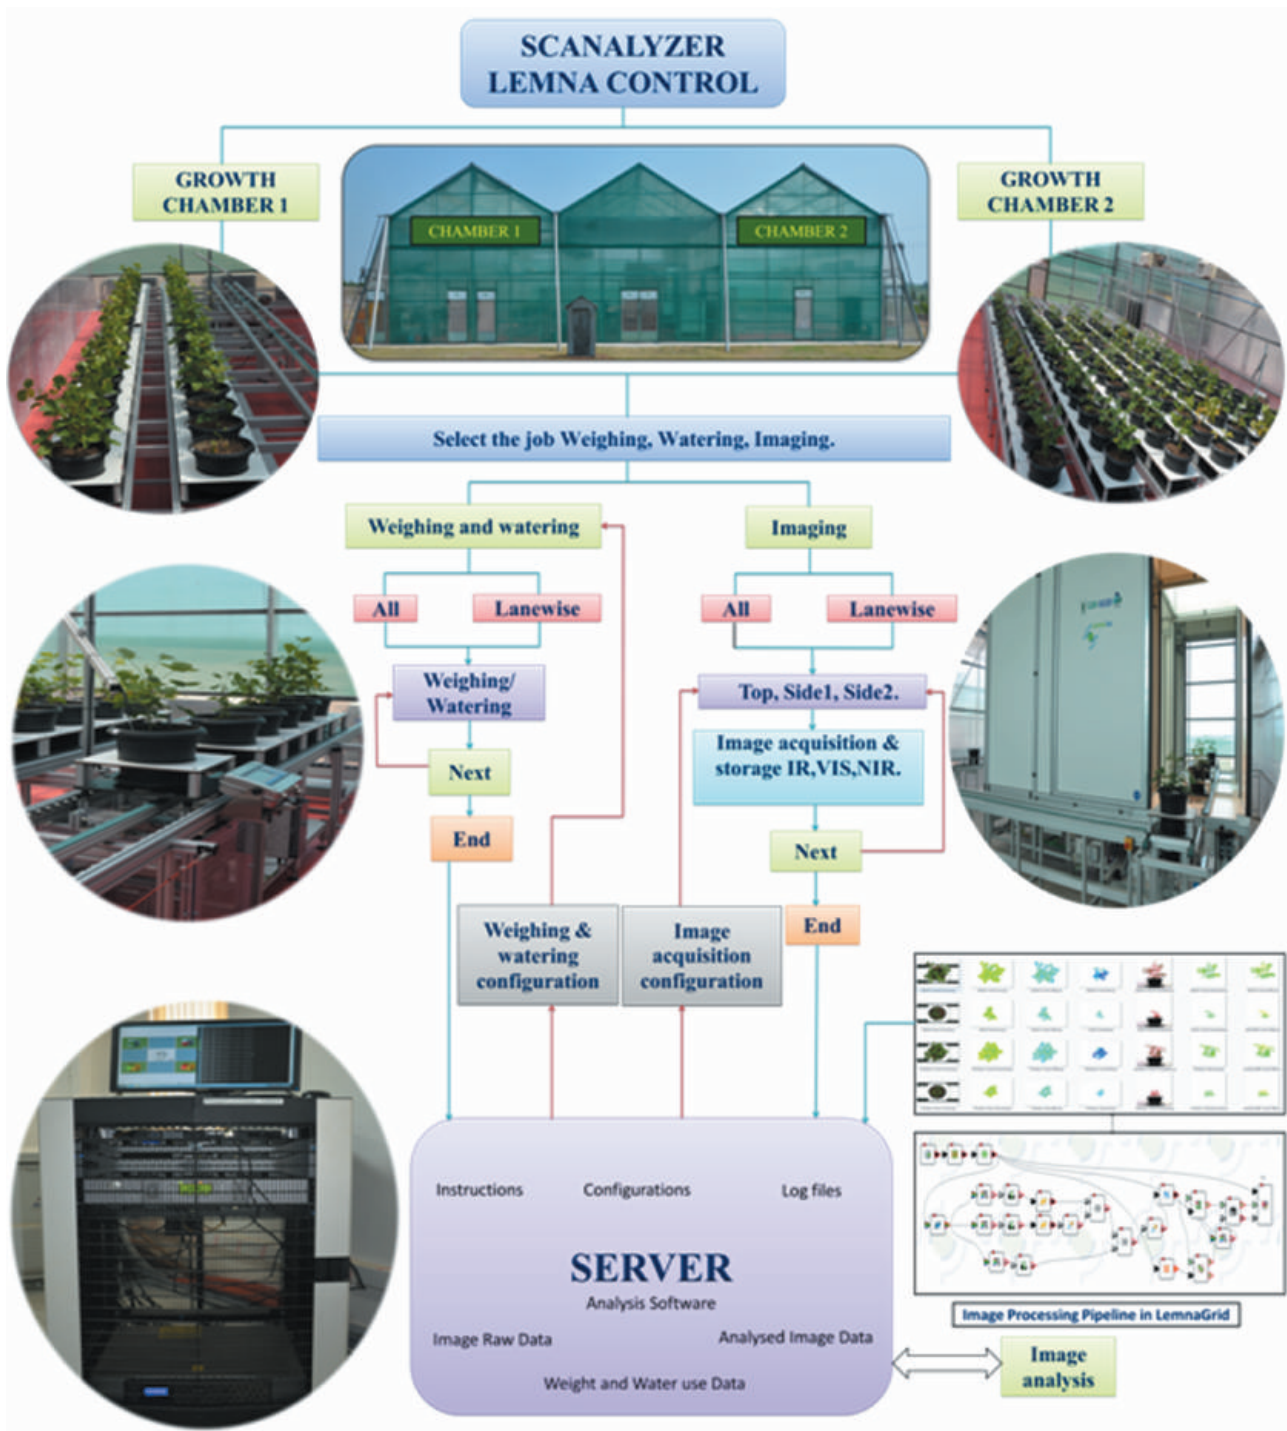 SCANALYZER
LEMNA CONTROL
GROWTH
CHAMBER 1
GROWTH
CHAMBER 2
CHAMBER 1
CHAMBER 2
Select the job Weighing, Watering, Imaging.
Weighing and watering
Imaging
All
Lanewise
All
Lanewise
Weighing/
Watering
Top, Side1, Side2.
Image acquisition &
storage IR,VIS,NIR.
Next
Next
End
End
Weighing &
watering
configuration
Image
acquisition
configuration
Instructions
Configurations
Log files
SERVER
Analysis Software
Image Raw Data
Analysed Image Data
Weight and Water use Data
Image Processing Pipeline in LemnaGrid
Image
analysis